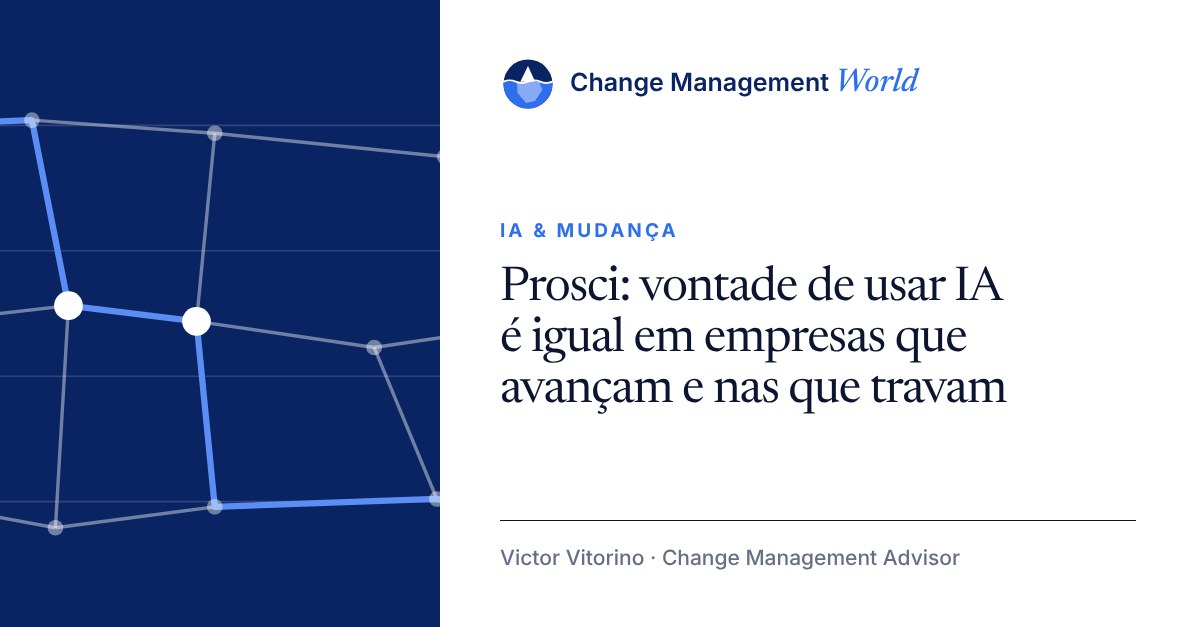 Change Management World
IA & MUDANÇA
Prosci: vontade de usar IA
é igual em empresas que
avançam e nas que travam
Victor Vitorino · Change Management Advisor